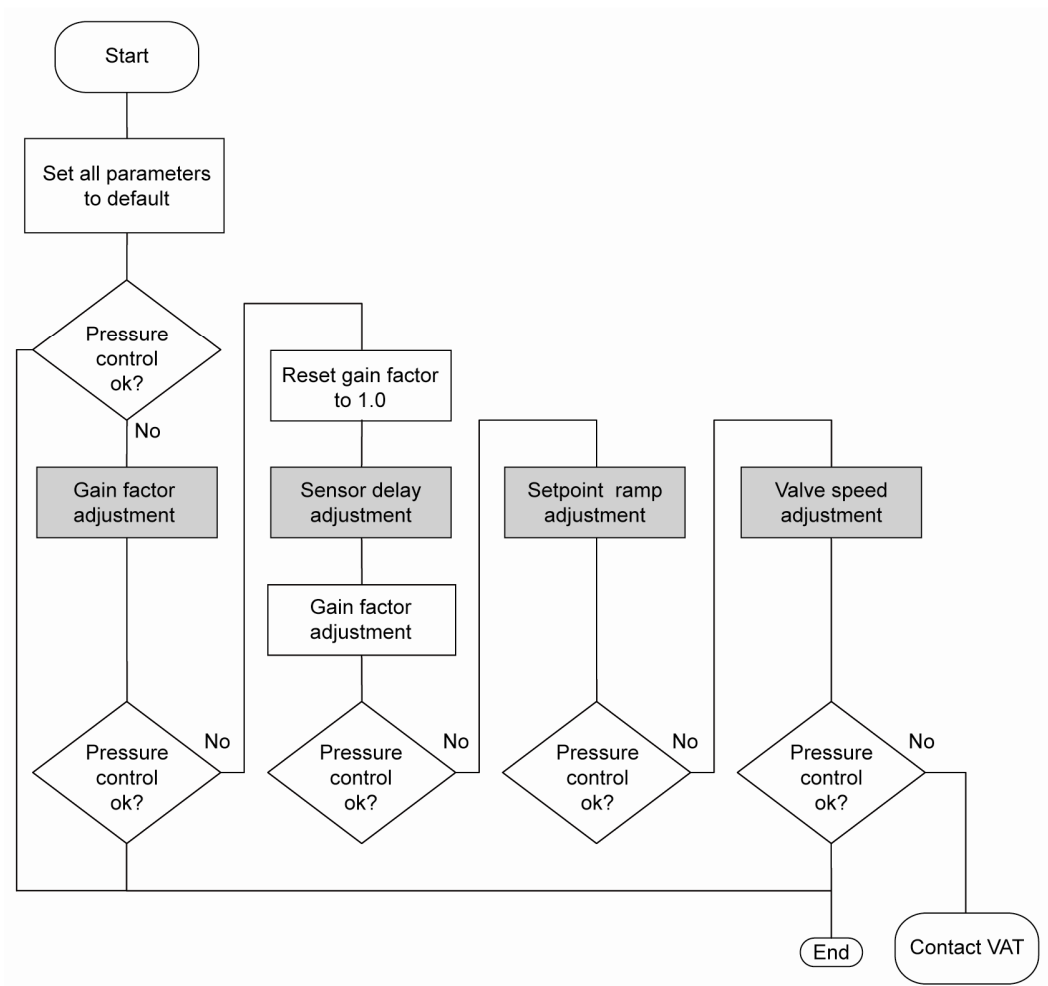 Start
Set all parameters
to default
Pressure
control
ok?
No
Gain factor
adjustment
Pressure
control
ok?
No
Reset gain factor
to 1.0
Sensor delay
adjustment
Gain factor
adjustment
Pressure
control
ok?
No
Setpoint ramp
adjustment
Pressure
control
ok?
No
Valve speed
adjustment
Pressure
control
ok?
No
End
Contact VAT